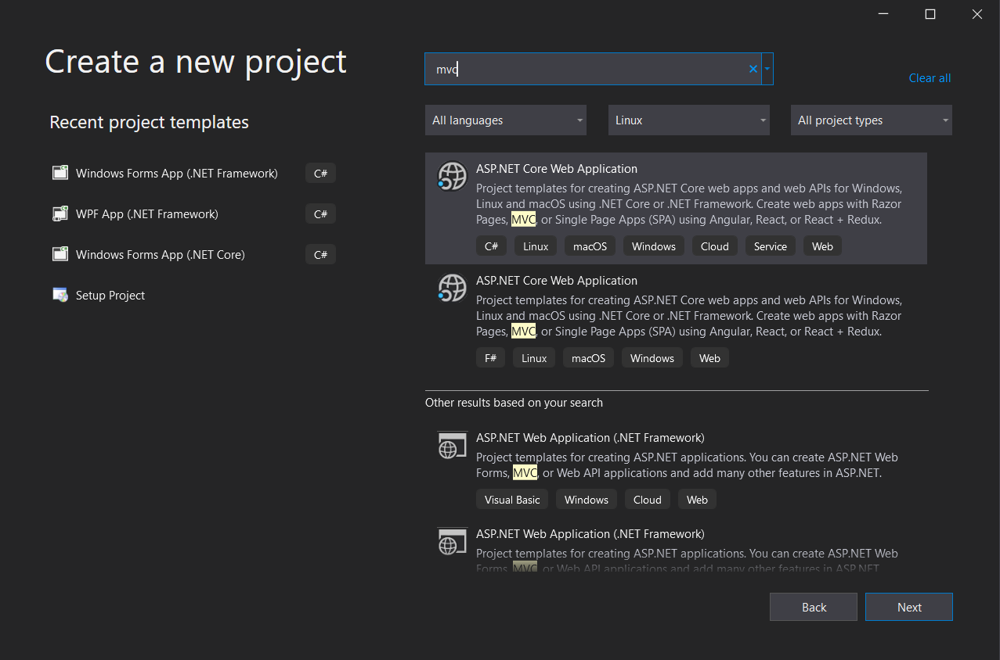 Create a new project
mvc
Clear all
Recent project templates
All languages
Linux
All project types
Windows Forms App (.NET Framework)
C#
WPF App (.NET Framework)
C#
Windows Forms App (.NET Core)
C#
Setup Project
ASP.NET Core Web Application
Project templates for creating ASP.NET Core web apps and web APIs for Windows,
Linux and macOS using .NET Core or .NET Framework. Create web apps with Razor
Pages, MVC, or Single Page Apps (SPA) using Angular, React, or React + Redux.
C# Linux macOS Windows Cloud Service Web
ASP.NET Core Web Application
Project templates for creating ASP.NET Core web apps and web APIs for Windows,
Linux and macOS using .NET Core or .NET Framework. Create web apps with Razor
Pages, MVC, or Single Page Apps (SPA) using Angular, React, or React + Redux.
F# Linux macOS Windows Web
Other results based on your search
ASP.NET Web Application (.NET Framework)
Project templates for creating ASP.NET applications. You can create ASP.NET Web
Forms, MVC, or Web API applications and add many other features in ASP.NET.
Visual Basic Windows Cloud Web
ASP.NET Web Application (.NET Framework)
Project templates for creating ASP.NET applications. You can create ASP.NET Web
Forms, MVC, or Web API applications and add many other features in ASP.NET.
Back
Next